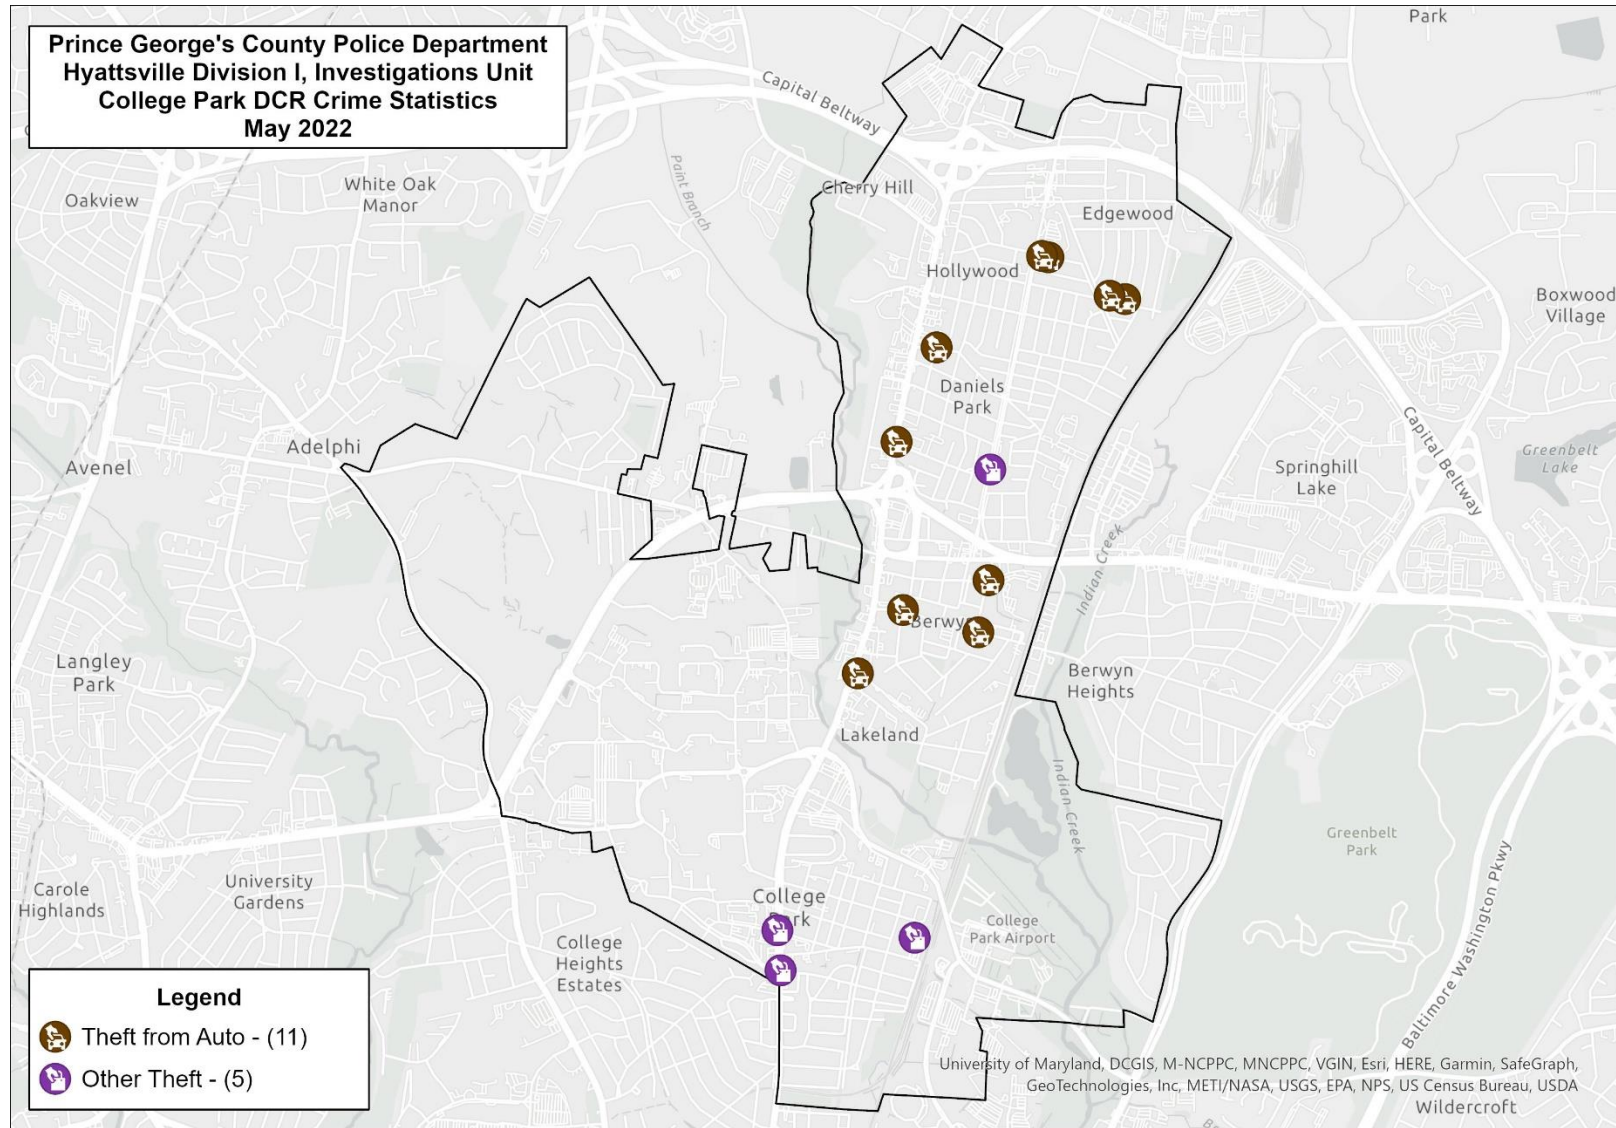 Prince George's County Police Department
Hyattsville Division I, Investigations Unit
College Park DCR Crime Statistics
May 2022
Park
Capital Beltway
Paint Branch
White Oak
Manor
Oakview
Cherry Hill
Edgewood
Hollywood
Boxwood
Village
Daniels
Park
Adelphi
Avenel
Capital Beltway
Springhill
Lake
Greenbelt
Lake
Indian Creek
Berwyn
Langley
Park
Berwyn
Heights
Lakeland
Indian Creek
Greenbelt
Park
Baltimore Washington Pkwy
Carole
Highlands
University
Gardens
College
Park
College
Park Airport
College
Heights
Estates
Legend
Theft from Auto - (11)
Other Theft - (5)
University of Maryland, DCGIS, M-NCPPC, MNCPPC, VGIN, Esri, HERE, Garmin, SafeGraph,
GeoTechnologies, Inc, METI/NASA, USGS, EPA, NPS, US Census Bureau, USDA
Wildercroft